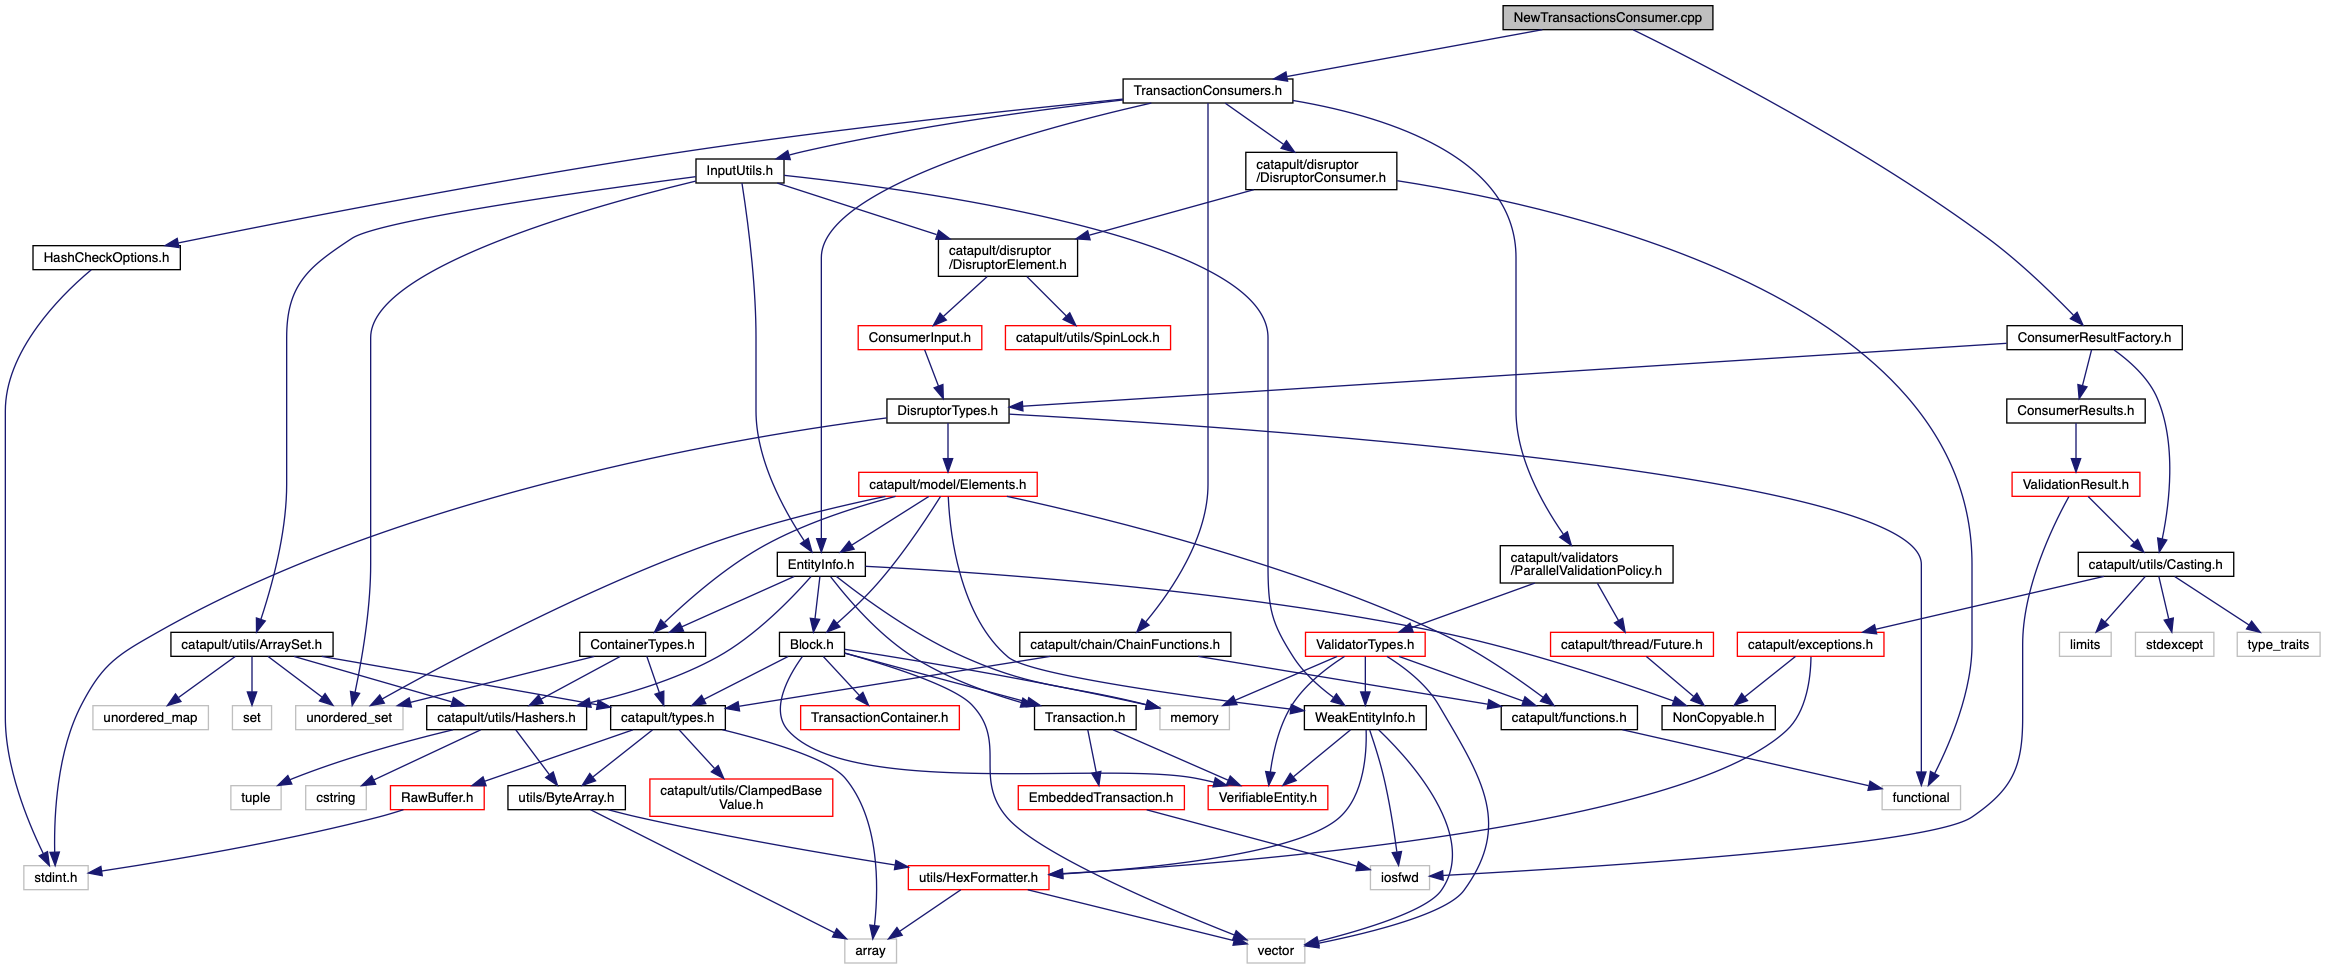 NewTransactionsConsumer.cpp
TransactionConsumers.h
InputUtils.h
catapult/disruptor
/DisruptorConsumer.h
HashCheckOptions.h
catapult/disruptor
/DisruptorElement.h
ConsumerInput.h
catapult/utils/SpinLock.h
ConsumerResultFactory.h
DisruptorTypes.h
ConsumerResults.h
catapult/model/Elements.h
ValidationResult.h
EntityInfo.h
catapult/validators
/ParallelValidationPolicy.h
catapult/utils/Casting.h
catapult/utils/ArraySet.h
ContainerTypes.h
Block.h
catapult/chain/ChainFunctions.h
ValidatorTypes.h
catapult/thread/Future.h
catapult/exceptions.h
limits
stdexcept
type_traits
unordered_map
set
unordered_set
catapult/utils/Hashers.h
catapult/types.h
TransactionContainer.h
Transaction.h
memory
WeakEntityInfo.h
catapult/functions.h
NonCopyable.h
tuple
cstring
RawBuffer.h
utils/ByteArray.h
catapult/utils/ClampedBase
Value.h
EmbeddedTransaction.h
VerifiableEntity.h
functional
stdint.h
utils/HexFormatter.h
iosfwd
array
vector